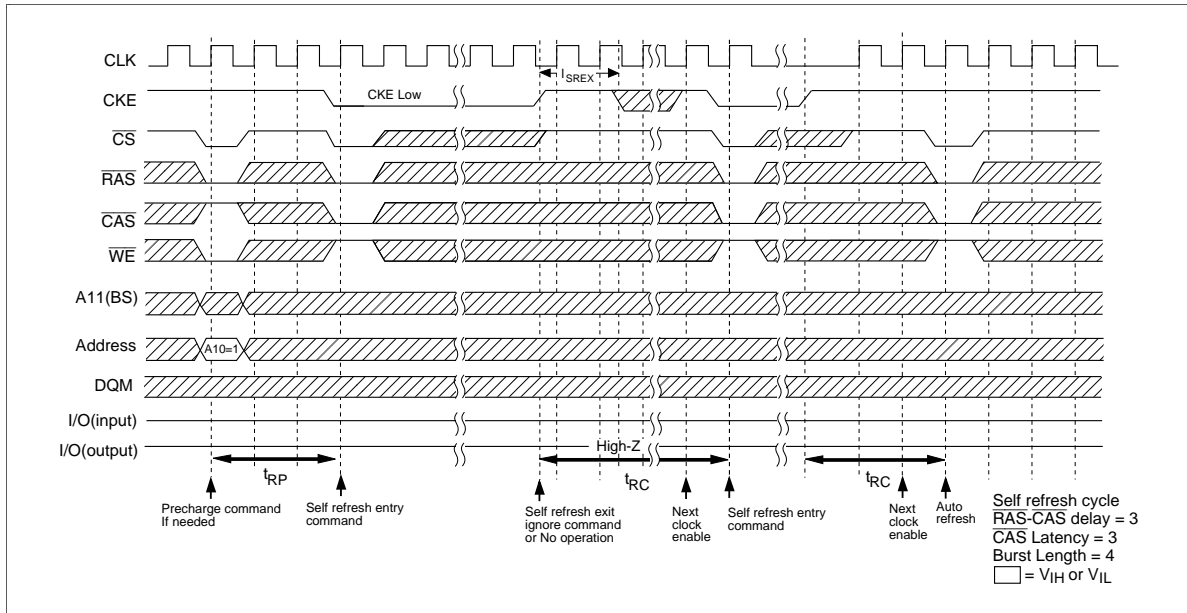 CLK
l SREX
CKE
CKE Low
CS
RAS
CAS
WE
A11(BS)
Address
A10=1
DQM
I/O(input)
I/O(output)
High-Z
tRP
tRC
tRC
Precharge command
If needed
Self refresh entry
command
Self refresh exit
ignore command
or No operation
Next
clock
enable
Self refresh entry
command
Next
clock
enable
Auto
refresh
Self refresh cycle
RAS-CAS delay = 3
CAS Latency = 3
Burst Length = 4
= VIH or VIL